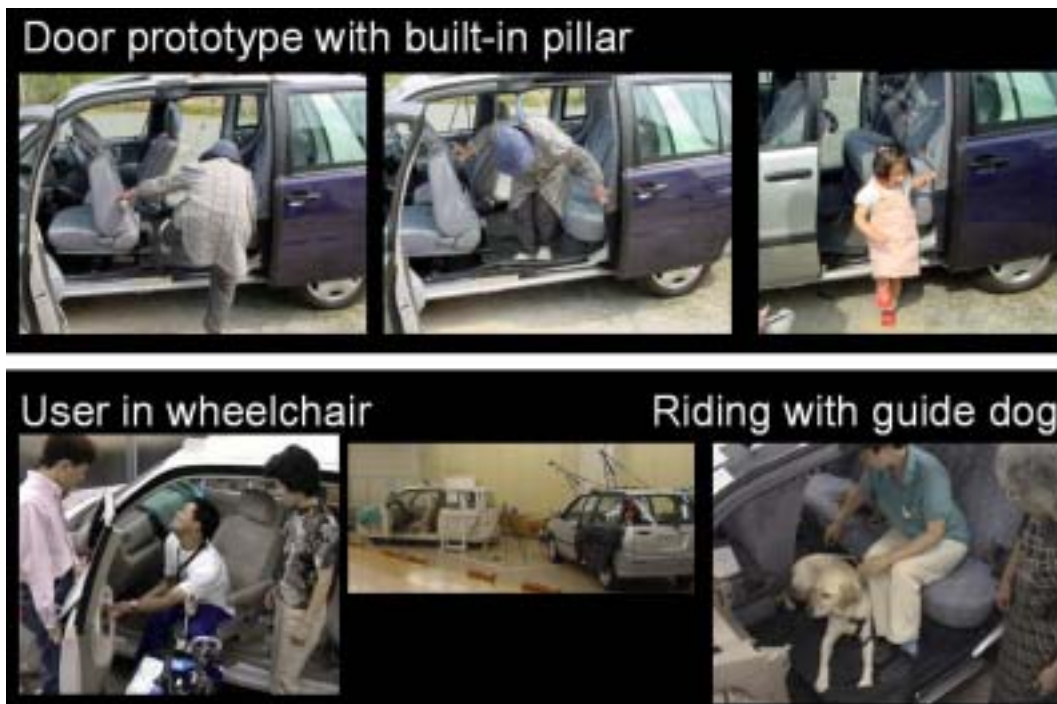 Door prototype with built-in pillar
User in wheelchair
Riding with guide dog